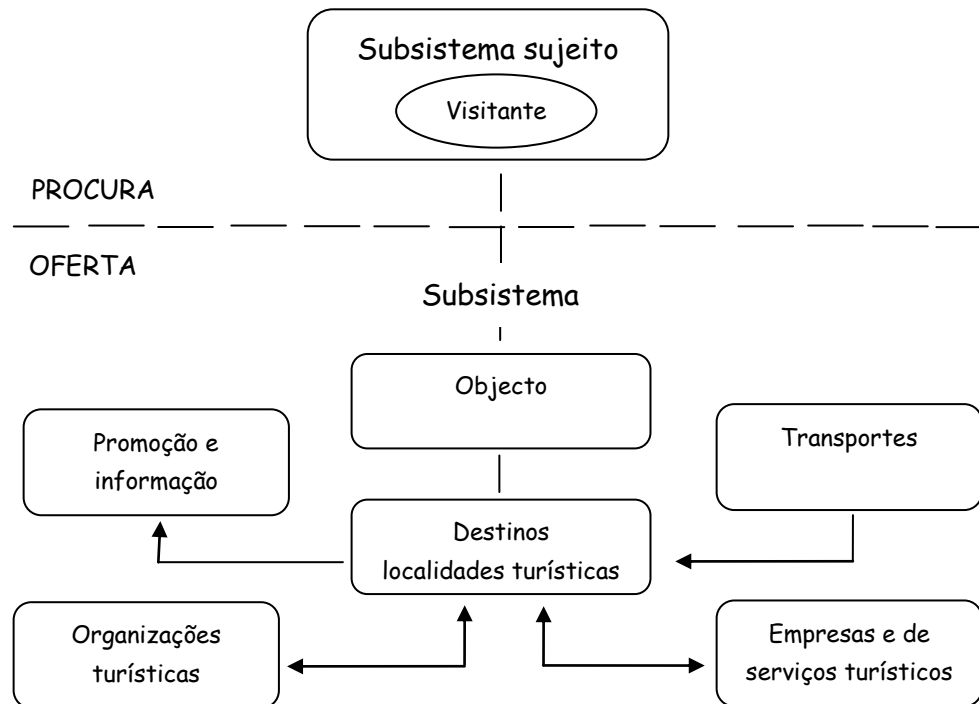 Subsistema sujeito
Visitante
PROCURA
OFERTA
Subsistema
Objecto
Promoção e
informação
Transportes
Destinos
localidades turísticas
Organizações
turísticas
Empresas e de
serviços turísticos